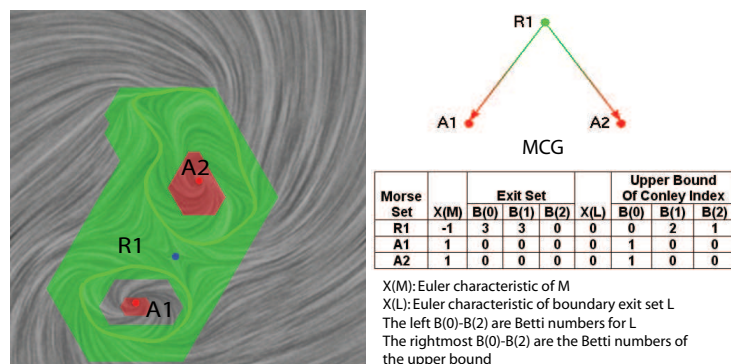 A2
R1
A1
R1
A1
A2
MCG
Morse Set X(M) Exit Set X(L) Upper Bound Of Conley Index
B(0) B(1) B(2) B(0) B(1) B(2)
R1 -1 3 3 0 0 0 2 1
A1 1 0 0 0 0 1 0 0
A2 1 0 0 0 0 1 0 0
X(M): Euler characteristic of M
X(L): Euler characteristic of boundary exit set L
The left B(0)-B(2) are Betti numbers for L
The rightmost B(0)-B(2) are the Betti numbers of
the upper bound